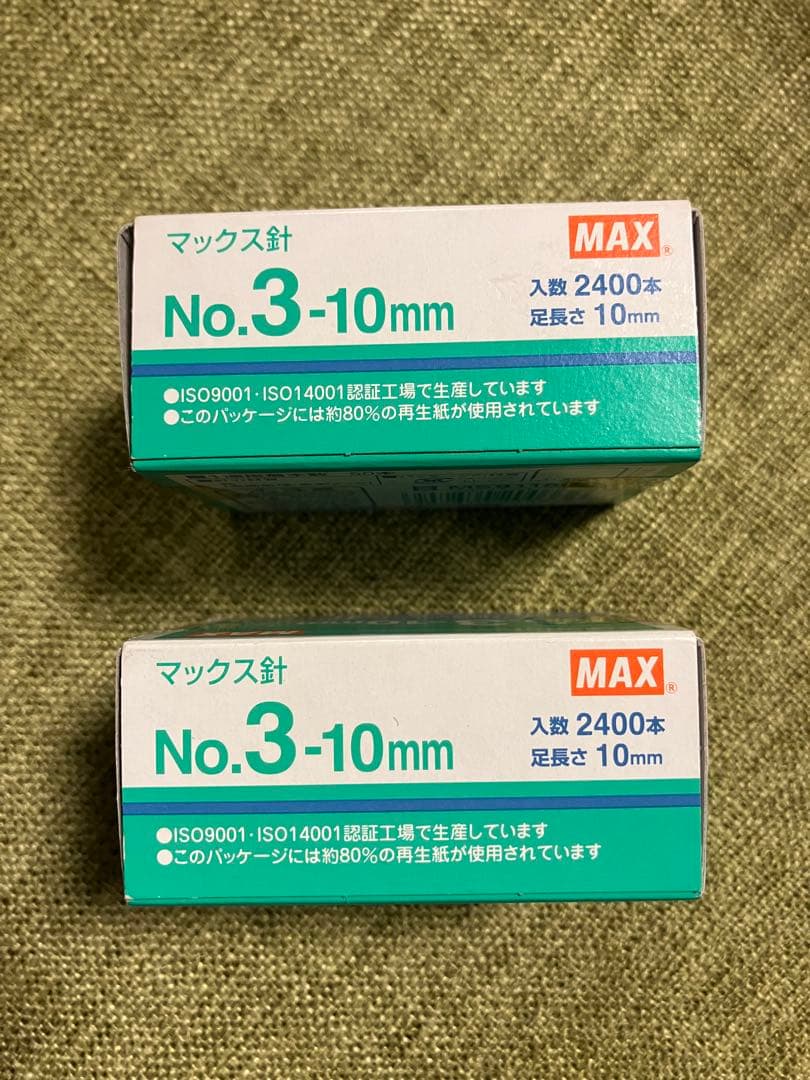 マックス針
MAX®
No.3-10mm
入数 2400本
足長さ 10mm
●ISO9001・ISO14001認証工場で生産しています
●このパッケージには約80%の再生紙が使用されています
マックス針
MAX®
No.3-10mm
入数 2400本
足長さ 10mm
●ISO9001・ISO14001認証工場で生産しています
●このパッケージには約80%の再生紙が使用されています